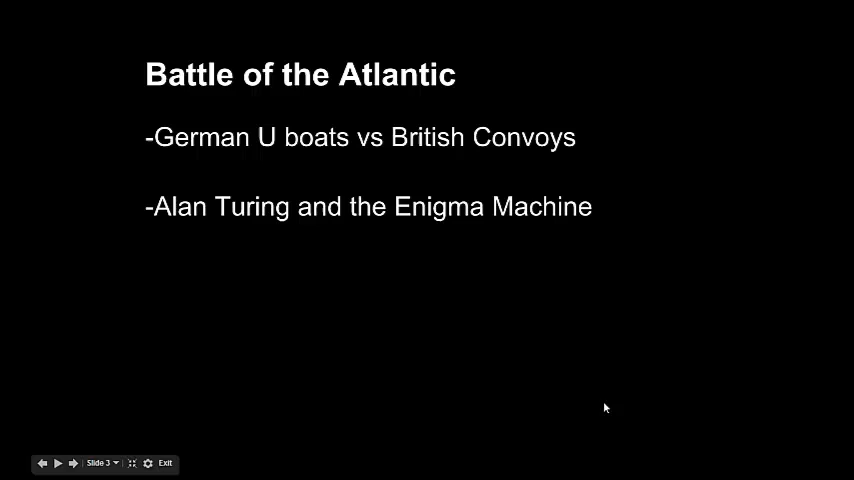 Battle of the Atlantic
-German U boats vs British Convoys
-Alan Turing and the Enigma Machine
Slide 3 Exit